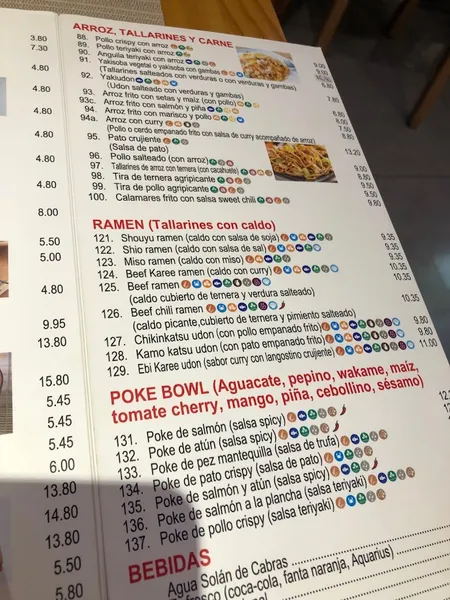 3.80
7.30
4.80
4.80
4.80
4.80
4.80
8.00
5.50
5.00
4.80
9.95
13.80
15.80
5.45
5.45
5.45
6.00
13.80
14.80
13.80
5.50
5.80
ARROZ, TALLARINES Y CARNE
88. Pollo crispy con arroz
89. Pollo teriyaki con arroz
90. Anguila teriyaki con arroz
91. Yakisoba vegetal o yakisoba con gambas
(Tallarines salteados con verduras o con verduras y gambas)
92. Yakiudon
(Udon salteado con verduras y gambas)
93. Arroz frito con setas y maíz (con pollo)
93c. Arroz frito con salmón y piña
94. Arroz frito con marisco y pollo
94a. Arroz con curry
(Pollo o cerdo empanado frito con salsa de curry acompañado de arroz)
95. Pato crujiente
(Salsa de pato)
96. Pollo salteado (con arroz)
97. Tallarines de arroz con ternera (con cacahuete)
98. Tira de ternera agripicante
99. Tira de pollo agripicante
100. Calamares frito con salsa sweet chili
9.00
9.00
6.80
7.80
6.80
8.00
7.50
8.80
13.20
9.00
8.80
9.50
9.50
9.80
RAMEN (Tallarines con caldo)
121. Shouyu ramen (caldo con salsa de soja) 9.35
122. Shio ramen (caldo con salsa de sal) 9.35
123. Miso ramen (caldo con miso) 9.35
124. Beef Karee ramen (caldo con curry) 10.35
125. Beef ramen 10.35
(caldo cubierto de ternera y verdura salteado)
126. Beef chili ramen 10.35
(caldo picante,cubierto de ternera y pimiento salteado)
127. Chikinkatsu udon (con pollo empanado frito) 9.80
128. Kamo katsu udon (con pato empanado frito) 9.80
129. Ebi Karee udon (sabor curry con langostino crujiente) 11.00
POKE BOWL (Aguacate, pepino, wakame, maíz,
tomate cherry, mango, piña, cebollino, sésamo)
131. Poke de salmón (salsa spicy)
132. Poke de atún (salsa spicy)
133. Poke de pez mantequilla (salsa de trufa)
134. Poke de pato crispy (salsa de pato)
135. Poke de salmón y atún (salsa spicy)
136. Poke de salmón a la plancha (salsa teriyaki)
137. Poke de pollo crispy (salsa teriyaki)
BEBIDAS
Agua Solán de Cabras
(coca-cola, fanta naranja, Aquarius)